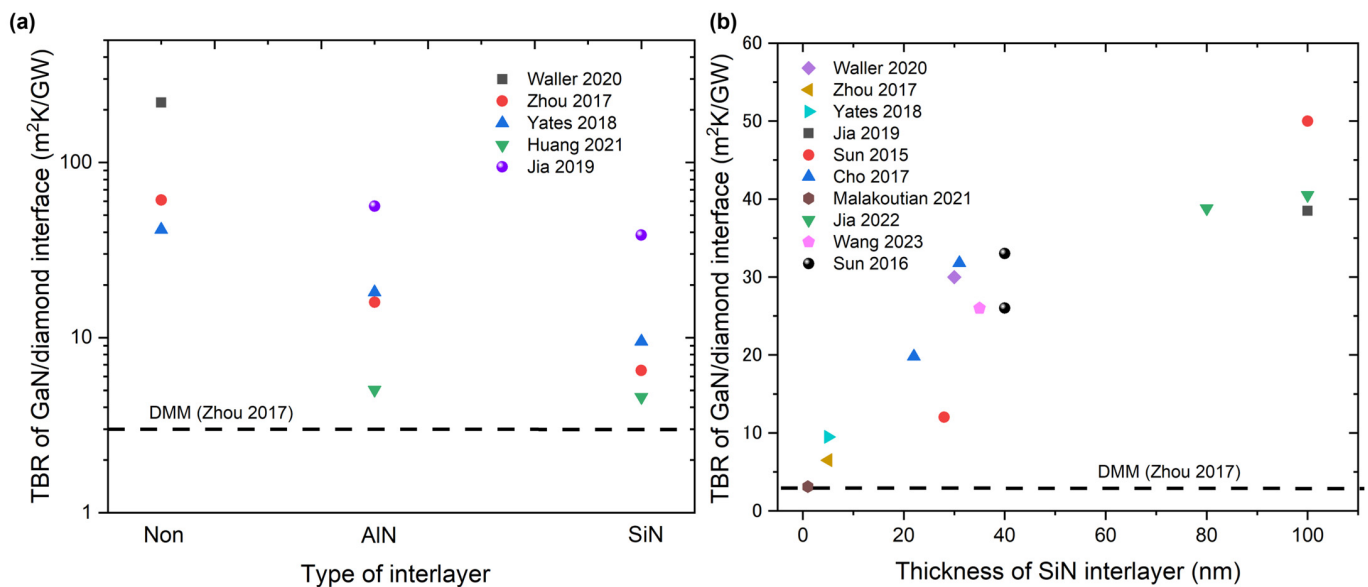 (a)
TBR of GaN/diamond interface (m²K/GW)
100
10
1
Waller 2020
Zhou 2017
Yates 2018
Huang 2021
Jia 2019
DMM (Zhou 2017)
Non
AlN
SiN
Type of interlayer
(b)
TBR of GaN/diamond interface (m²K/GW)
60
50
40
30
20
10
0
Waller 2020
Zhou 2017
Yates 2018
Jia 2019
Sun 2015
Cho 2017
Malakoutian 2021
Jia 2022
Wang 2023
Sun 2016
DMM (Zhou 2017)
0
20
40
60
80
100
Thickness of SiN interlayer (nm)